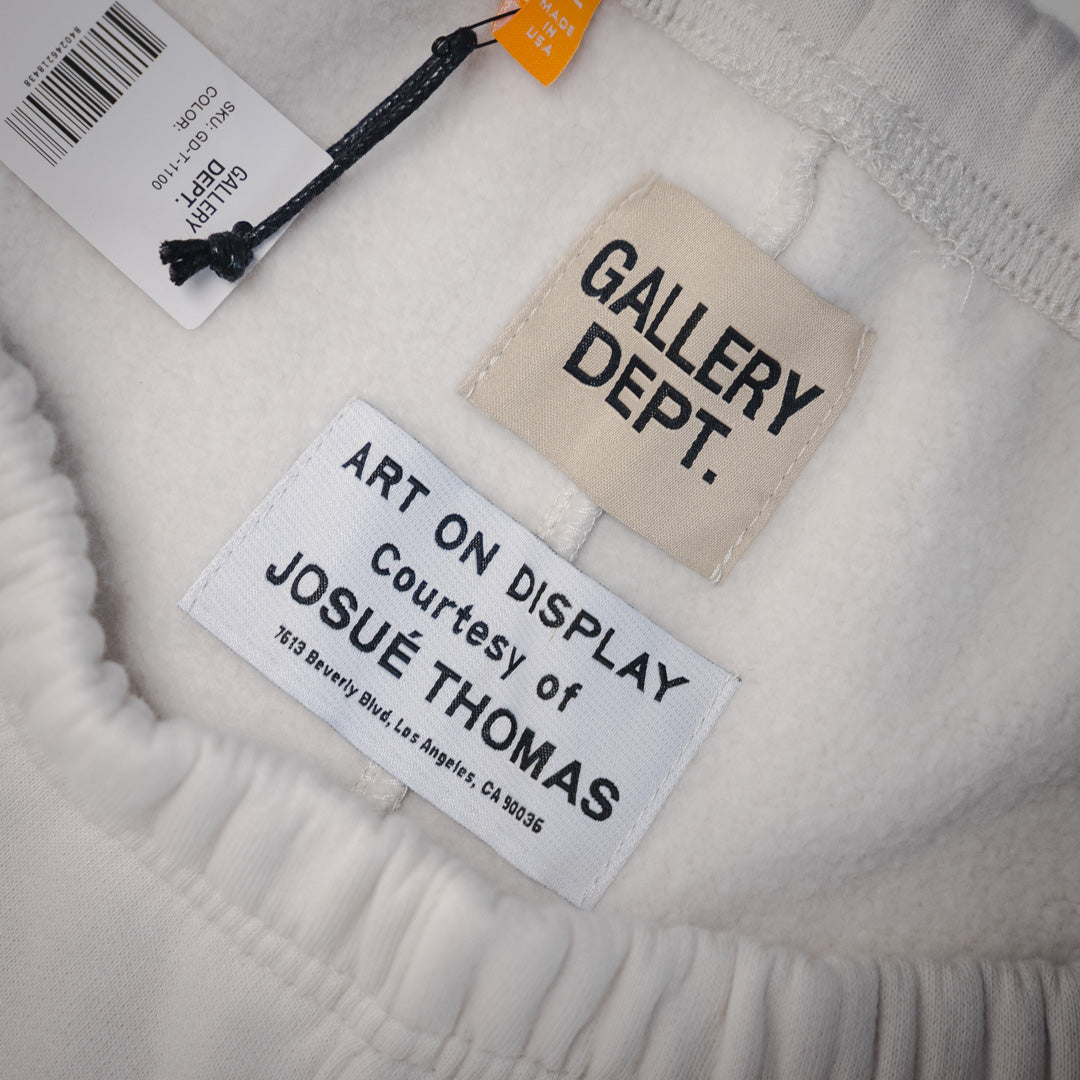 840246218438
SKU: GD-T-1100
COLOR:
GALLERY
DEPT.
MADE
IN
USA
GALLERY
DEPT.
ART ON DISPLAY
Courtesy of
JOSUÉ THOMAS
7613 Beverly Blvd, Los Angeles, CA 90036